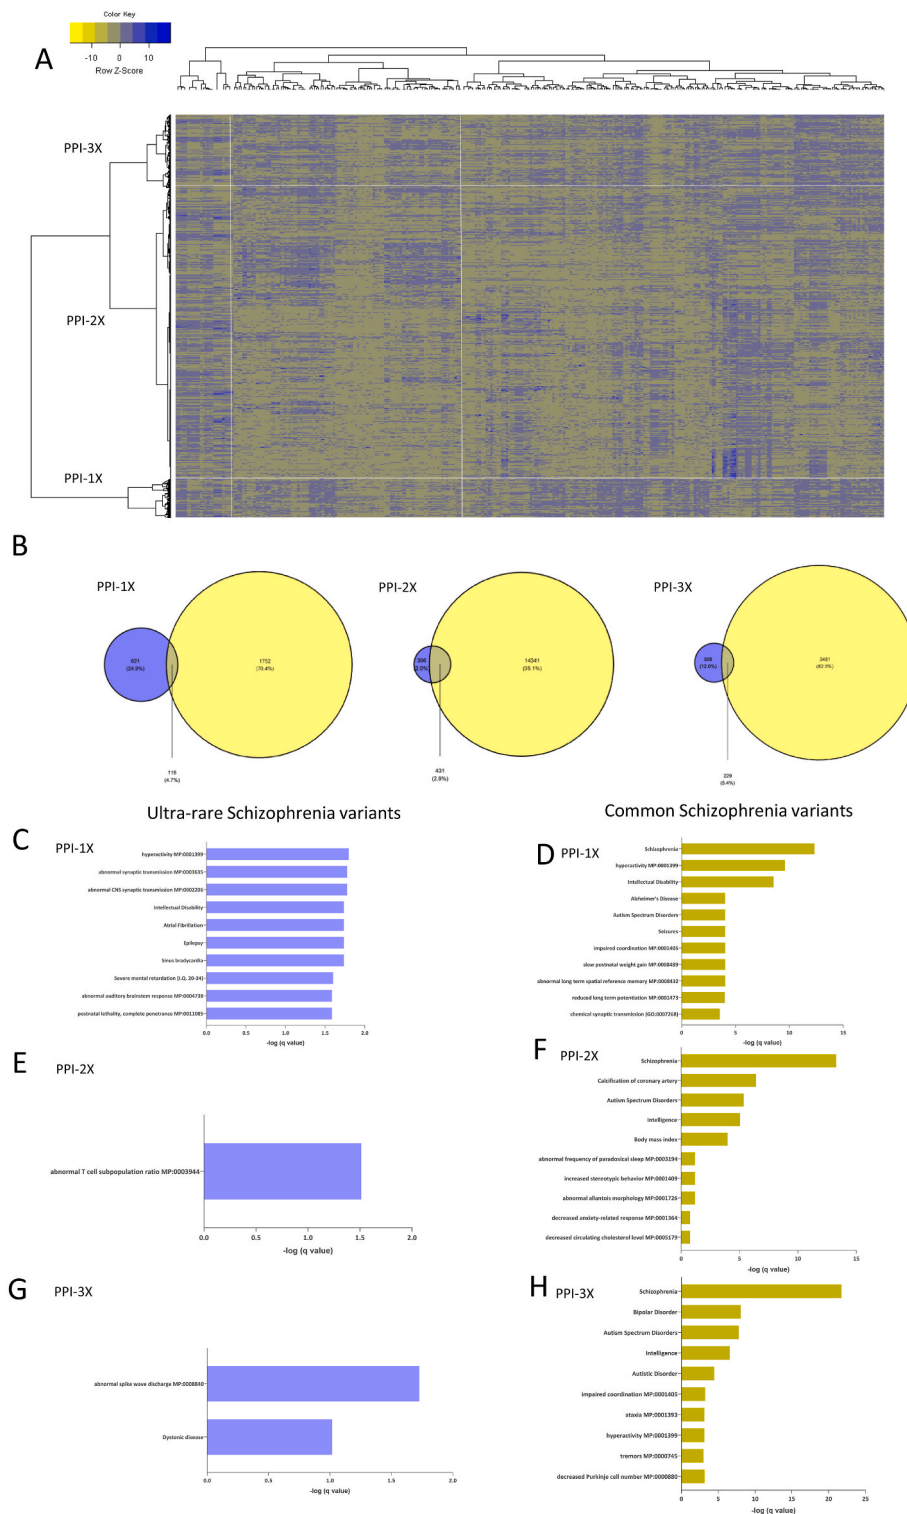 Color Key
-10 0 10
Row Z-Score
A
PPI-3X
PPI-2X
PPI-1X
B
PPI-1X
PPI-2X
PPI-3X
621
(24.9%)
1752
(70.4%)
116
(4.7%)
306
(2.0%)
14341
(95.1%)
431
(2.9%)
(12.0%)
3481
229
(5.4%)
Ultra-rare Schizophrenia variants
Common Schizophrenia variants
C
PPI-1X
hyperactivity MP:0001399
abnormal synaptic transmission MP:0003635
abnormal CNS synaptic transmission MP:0002206
Intellectual Disability
Atrial Fibrillation
Epilepsy
Sinus bradycardia
Severe mental retardation (I.Q. 20-34)
abnormal auditory brainstem response MP:0004738
postnatal lethality, complete penetrance MP:0011085
0.0 0.5 1.0 1.5 2.0
-log (q value)
D
PPI-1X
Schizophrenia
hyporactivity MP:0001399
Intellectual Disability
Alzheimer's Disease
Autism Spectrum Disorders
Seizures
impaired coordination MP:0001405
slow postnatal weight gain MP:0008489
abnormal long term spatial reference memory MP:0008432
reduced long term potentiation MP:0001473
chemical synaptic transmission (GO:0007268)
0 5 10 15
-log (q value)
E
PPI-2X
abnormal T cell subpopulation ratio MP:0003944
0.0 0.5 1.0 1.5 2.0
-log (q value)
F
PPI-2X
Schizophrenia
Calcification of coronary artery
Autism Spectrum Disorders
Intelligence
Body mass index
abnormal frequency of paradoxical sleep MP:0003194
increased stereotypic behavior MP:0001409
abnormal allantois morphology MP:0001726
decreased anxiety-related response MP:0001364
decreased circulating cholesterol level MP:0005179
0 5 10 15
-log (q value)
G
PPI-3X
abnormal spike wave discharge MP:0008840
Dystonic disease
0.0 0.5 1.0 1.5 2.0
-log (q value)
H
PPI-3X
Schizophrenia
Bipolar Disorder
Autism Spectrum Disorders
Intelligence
Autistic Disorder
impaired coordination MP:0001405
ataxia MP:0001393
hyperactivity MP:0001399
tremors MP:0000745
decreased Purkinje cell number MP:0000880
0 5 10 15 20 25
-log (q value)